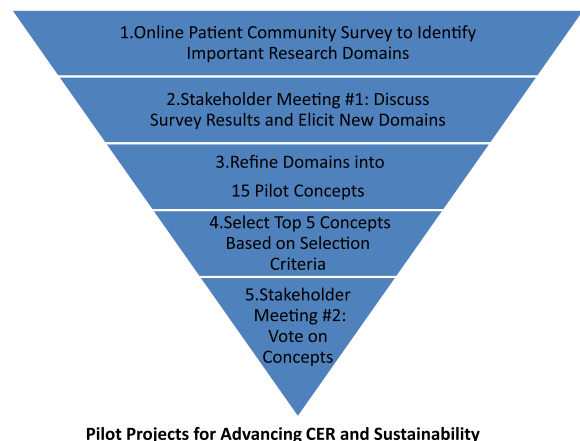 1.Online Patient Community Survey to Identify
Important Research Domains
2.Stakeholder Meeting #1: Discuss
Survey Results and Elicit New Domains
3.Refine Domains into
15 Pilot Concepts
4.Select Top 5 Concepts
Based on Selection
Criteria
5.Stakeholder
Meeting #2:
Vote on
Concepts
Pilot Projects for Advancing CER and Sustainability